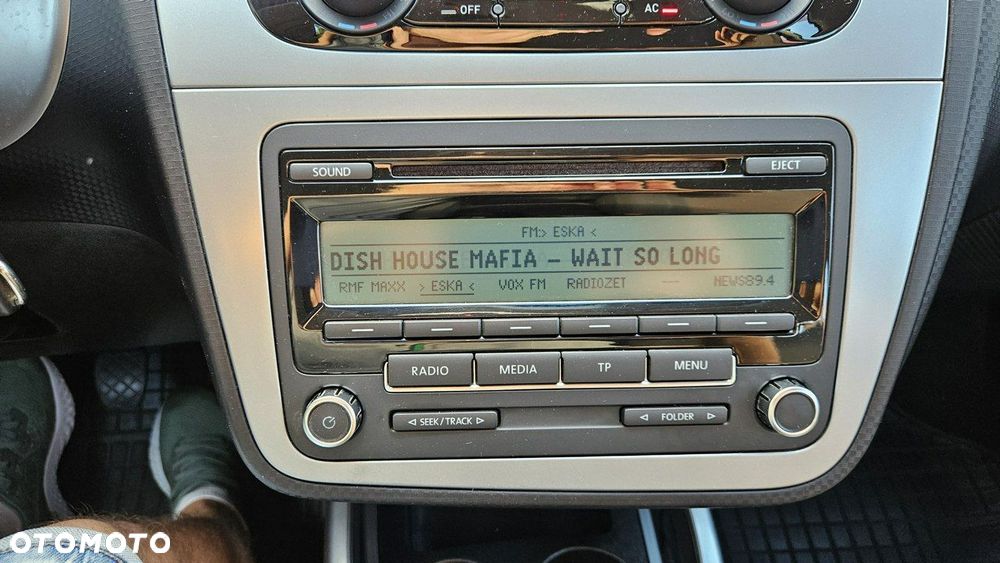 OFF AC
SOUND EJECT
FM:> ESKA <
DISH HOUSE MAFIA - WAIT SO LONG
RMF MAXX > ESKA < VOX FM RADIOZET --- NEWS89.4
RADIO MEDIA TP MENU
◁ SEEK/TRACK ▷ ◁ FOLDER ▷
OTOMOTO